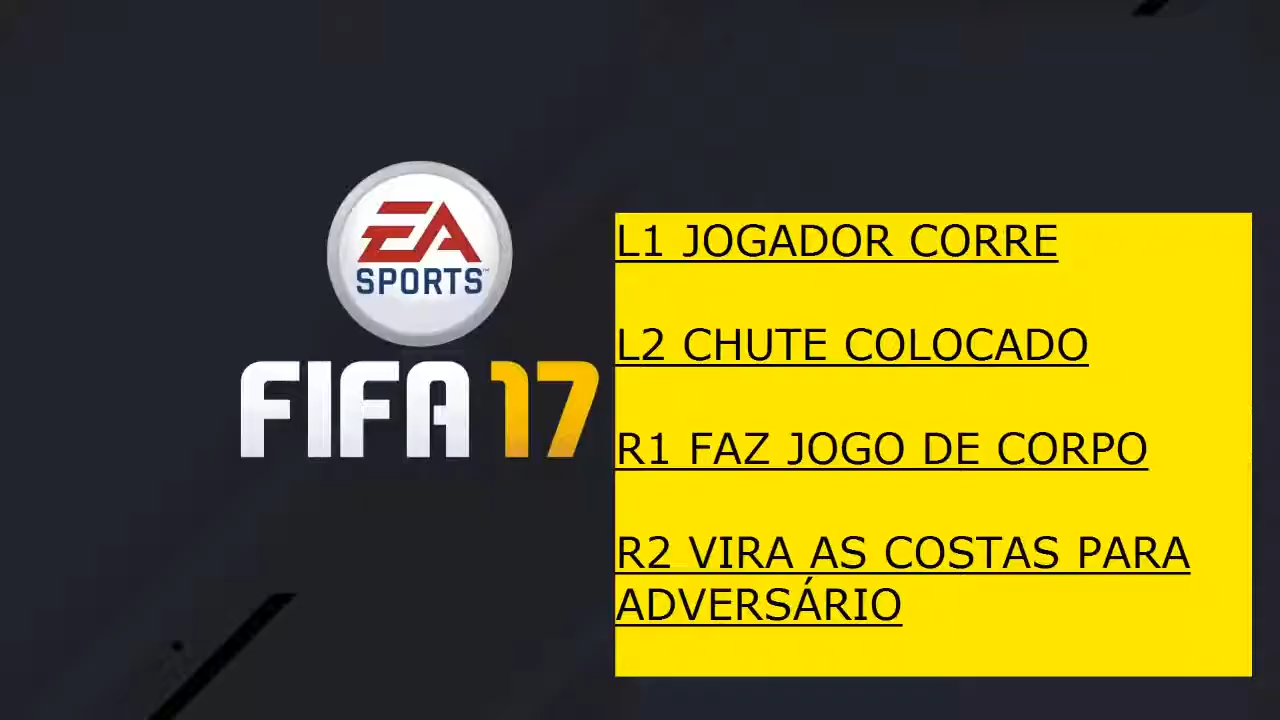 EA
SPORTS™
FIFA 17
L1 JOGADOR CORRE
L2 CHUTE COLOCADO
R1 FAZ JOGO DE CORPO
R2 VIRA AS COSTAS PARA
ADVERSÁRIO